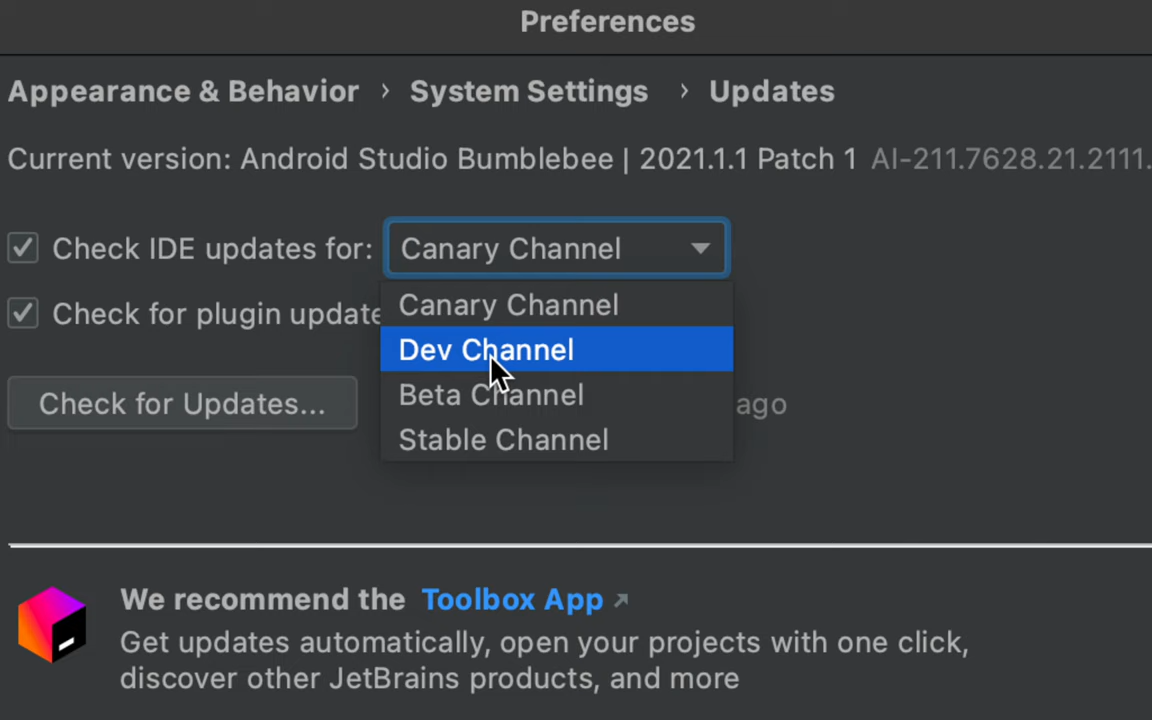 Preferences
Appearance & Behavior › System Settings › Updates
Current version: Android Studio Bumblebee | 2021.1.1 Patch 1 AI-211.7628.21.2111.
Check IDE updates for: Canary Channel
Canary Channel
Check for plugin update
Dev Channel
Beta Channel
Check for Updates... ago
Stable Channel
We recommend the Toolbox App ↗
Get updates automatically, open your projects with one click,
discover other JetBrains products, and more